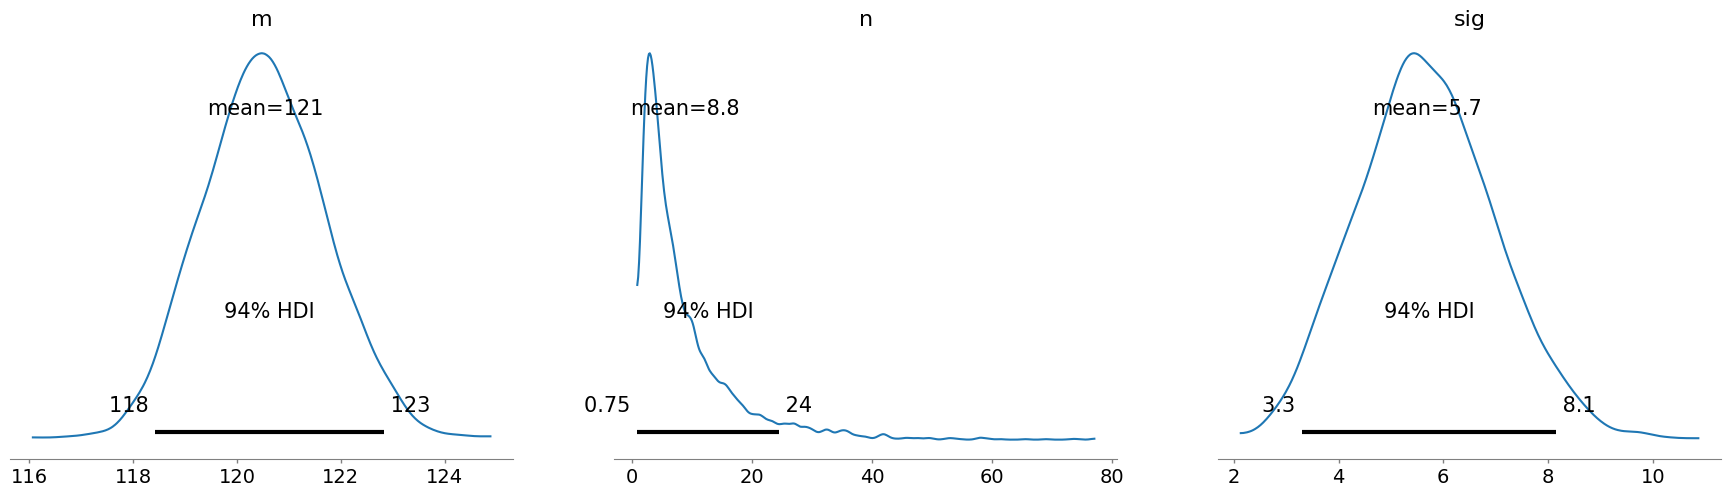 m
mean=121
94% HDI
118
123
116 118 120 122 124
n
mean=8.8
94% HDI
0.75
24
0 20 40 60 80
sig
mean=5.7
94% HDI
3.3
8.1
2 4 6 8 10